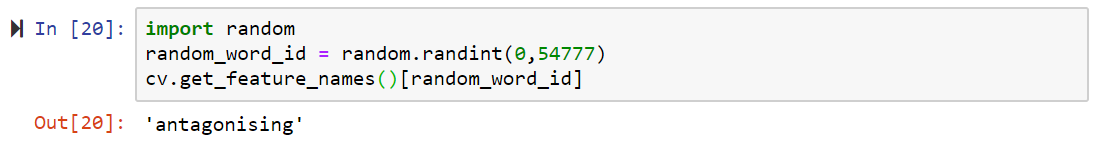 In [20]: import random
random_word_id = random.randint(0,54777)
cv.get_feature_names()[random_word_id]
Out[20]: 'antagonising'